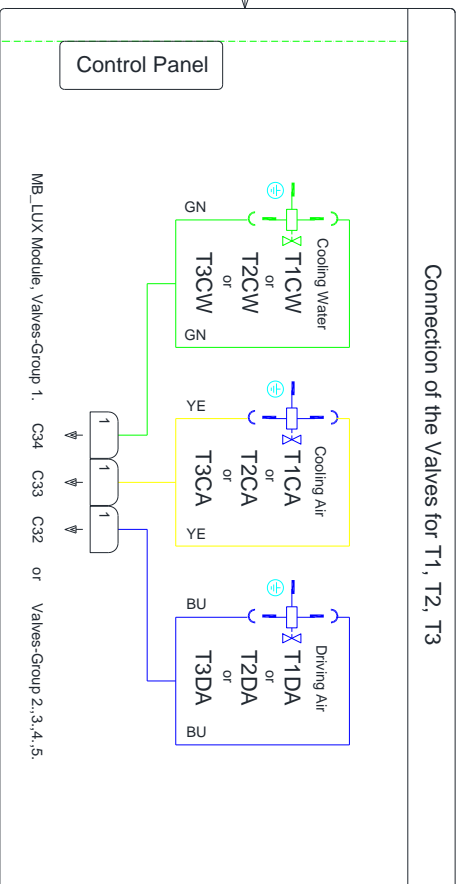 Connection of the Valves for T1, T2, T3
Control Panel
Cooling Water
T1CW
or
T2CW
or
T3CW
GN
GN
Cooling Air
T1CA
or
T2CA
or
T3CA
YE
YE
Driving Air
T1DA
or
T2DA
or
T3DA
BU
BU
1
1
1
MB_LUX Module, Valves-Group 1. C34 C33 C32 or Valves-Group 2.,3.,4.,5.